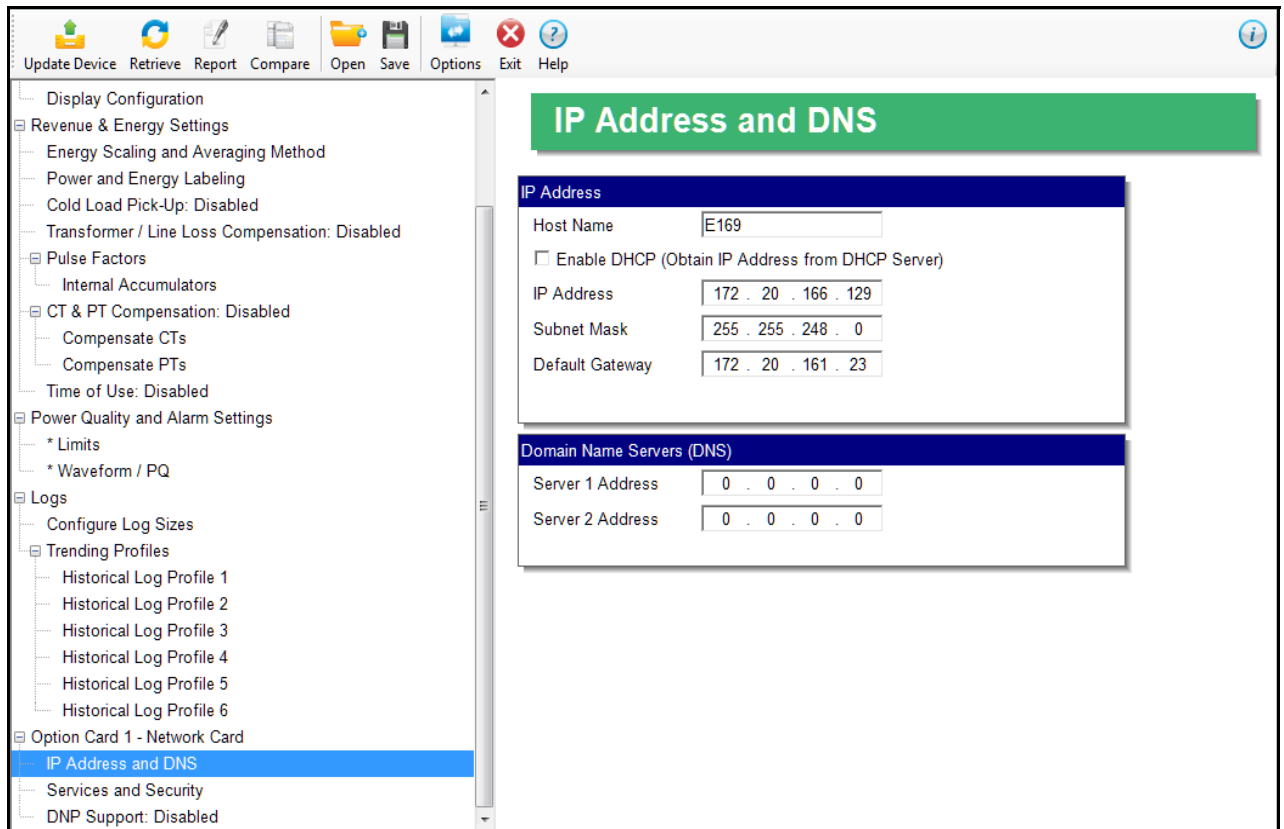 Update Device Retrieve Report Compare Open Save Options Exit Help
Display Configuration
Revenue & Energy Settings
Energy Scaling and Averaging Method
Power and Energy Labeling
Cold Load Pick-Up: Disabled
Transformer / Line Loss Compensation: Disabled
Pulse Factors
Internal Accumulators
CT & PT Compensation: Disabled
Compensate CTs
Compensate PTs
Time of Use: Disabled
Power Quality and Alarm Settings
* Limits
* Waveform / PQ
Logs
Configure Log Sizes
Trending Profiles
Historical Log Profile 1
Historical Log Profile 2
Historical Log Profile 3
Historical Log Profile 4
Historical Log Profile 5
Historical Log Profile 6
Option Card 1 - Network Card
IP Address and DNS
Services and Security
DNP Support: Disabled
IP Address and DNS
IP Address
Host Name E169
Enable DHCP (Obtain IP Address from DHCP Server)
IP Address 172 . 20 . 166 . 129
Subnet Mask 255 . 255 . 248 . 0
Default Gateway 172 . 20 . 161 . 23
Domain Name Servers (DNS)
Server 1 Address 0 . 0 . 0 . 0
Server 2 Address 0 . 0 . 0 . 0